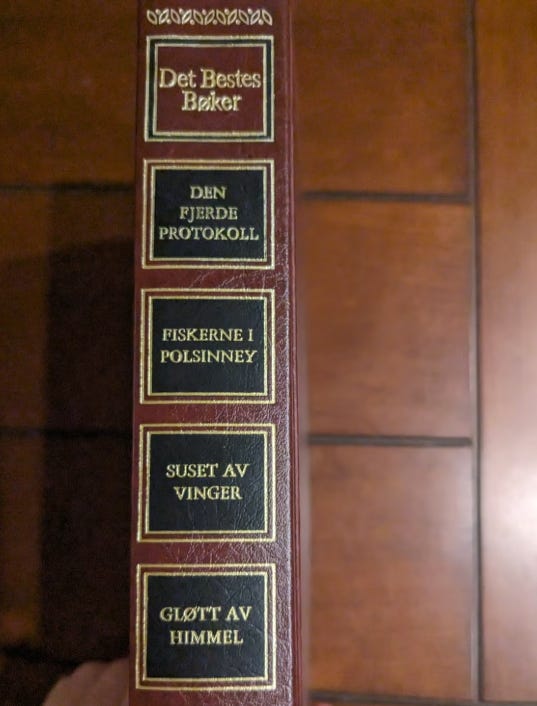 Det Bestes
Bøker
DEN
FJERDE
PROTOKOLL
FISKERNE I
POLSINNEY
SUSET AV
VINGER
GLØTT AV
HIMMEL